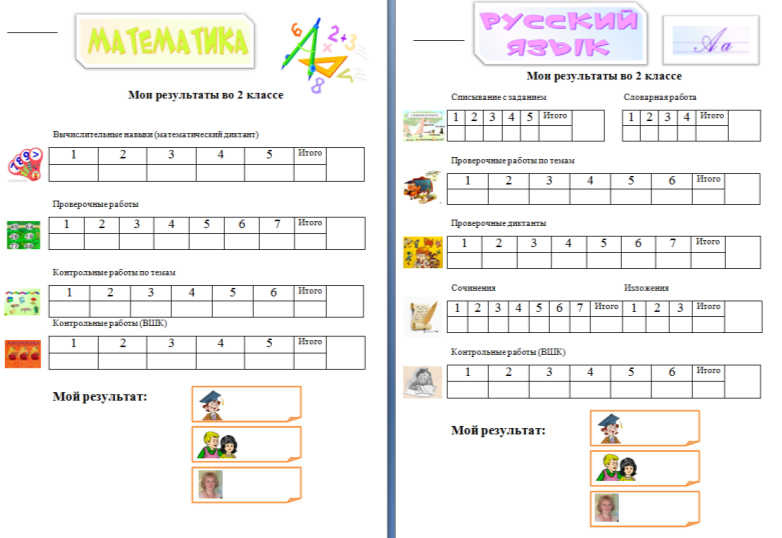 МАТЕМАТИКА
2+3
6
x
8
Мои результаты во 2 классе
Вычислительные навыки (математический диктант)
1 2 3 4 5 Итого
789>
Проверочные работы
1 2 3 4 5 6 7 Итого
Контрольные работы по темам
1 2 3 4 5 6 Итого
Контрольные работы (ВШК)
1 2 3 4 5 Итого
Мой результат:
РУССКИЙ
ЯЗЫК
Аа
Мои результаты во 2 классе
Списывание с заданием Словарная работа
1 2 3 4 5 Итого 1 2 3 4 Итого
Проверочные работы по темам
1 2 3 4 5 6 Итого
Проверочные диктанты
1 2 3 4 5 6 7 Итого
Сочинения Изложения
1 2 3 4 5 6 7 Итого 1 2 3 Итого
Контрольные работы (ВШК)
1 2 3 4 5 6 Итого
Мой результат: